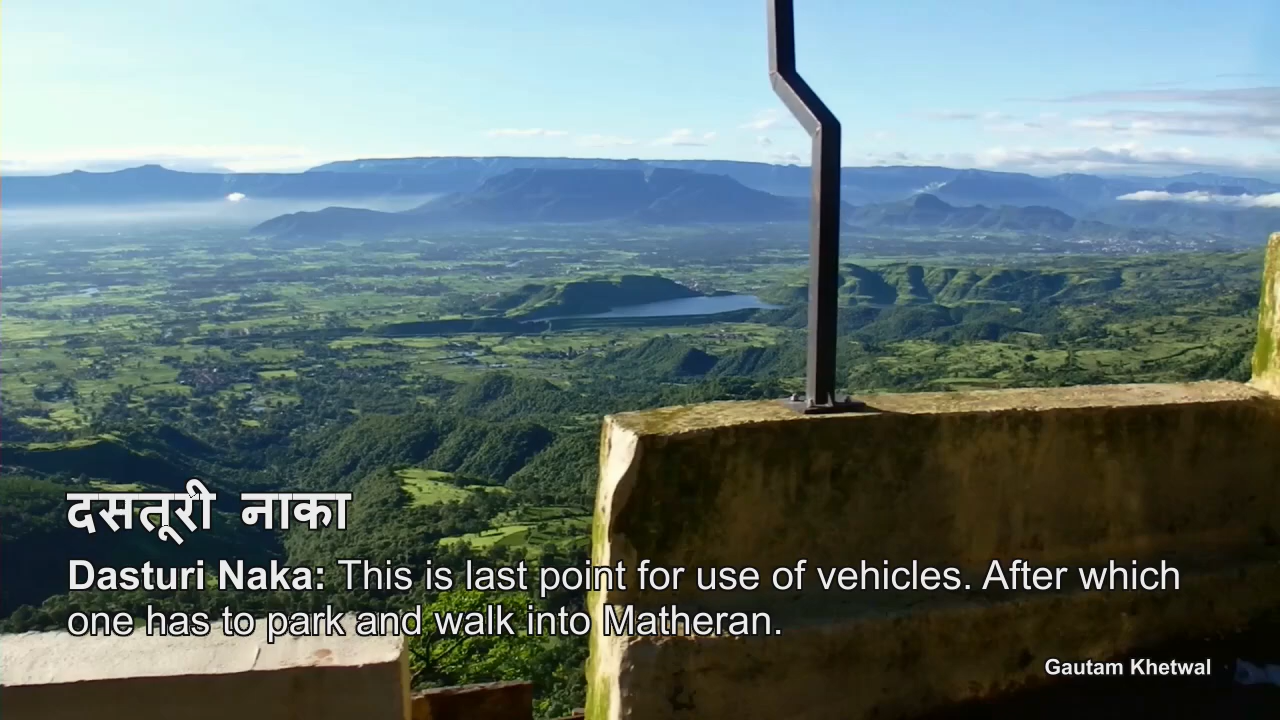 दसतूरी नाका
Dasturi Naka: This is last point for use of vehicles. After which
one has to park and walk into Matheran.
Gautam Khetwal